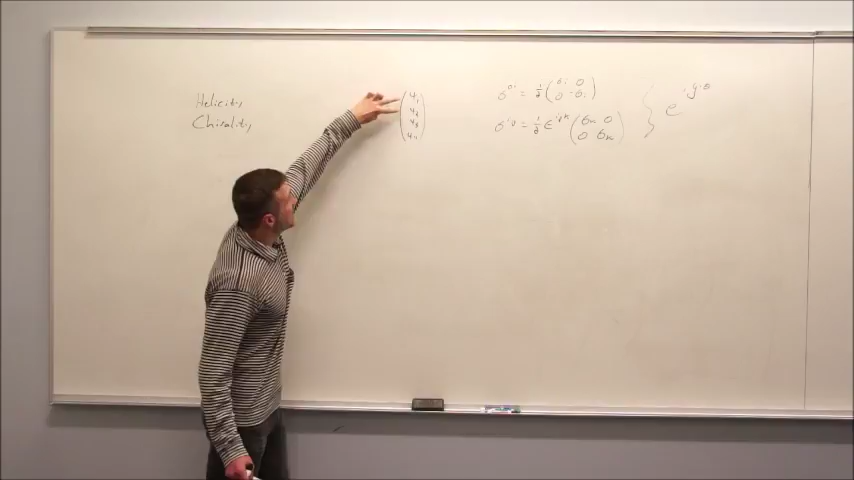 Helicity
Chirality
(ψ₁ ψ₂ ψ₃ ψ₄)
σ⁰ⁱ = ½ (σᵢ 0 0 -σᵢ)
σⁱʲ = ½ ϵⁱʲᵏ (σₖ 0 0 σₖ)
} e